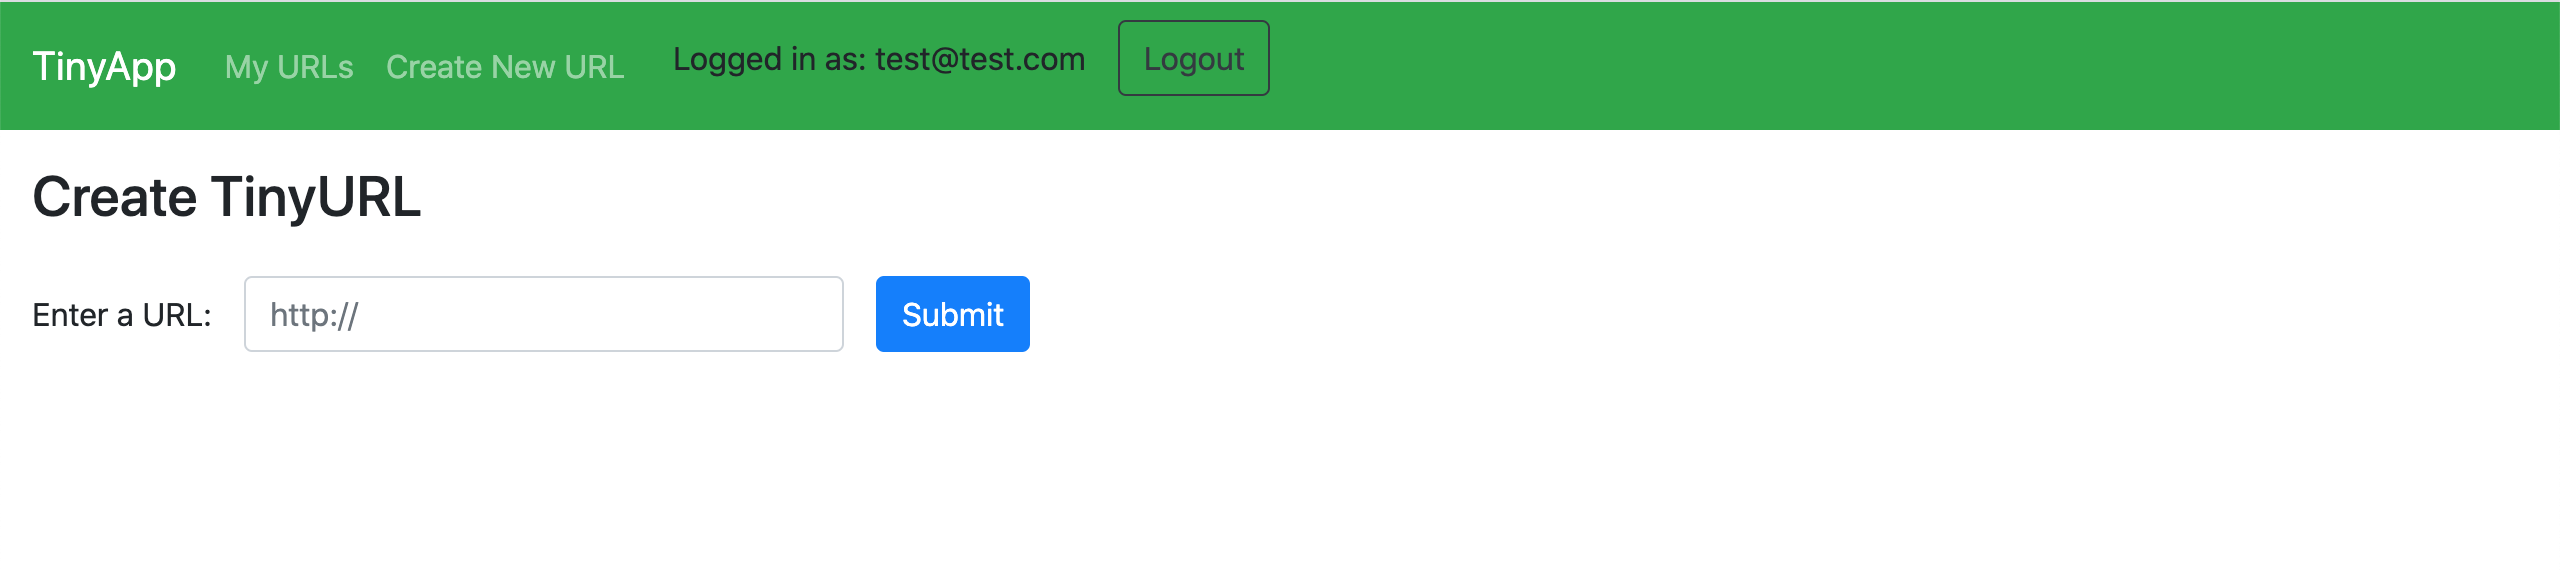 TinyApp My URLs Create New URL Logged in as: test@test.com Logout
Create TinyURL
Enter a URL: http:// Submit